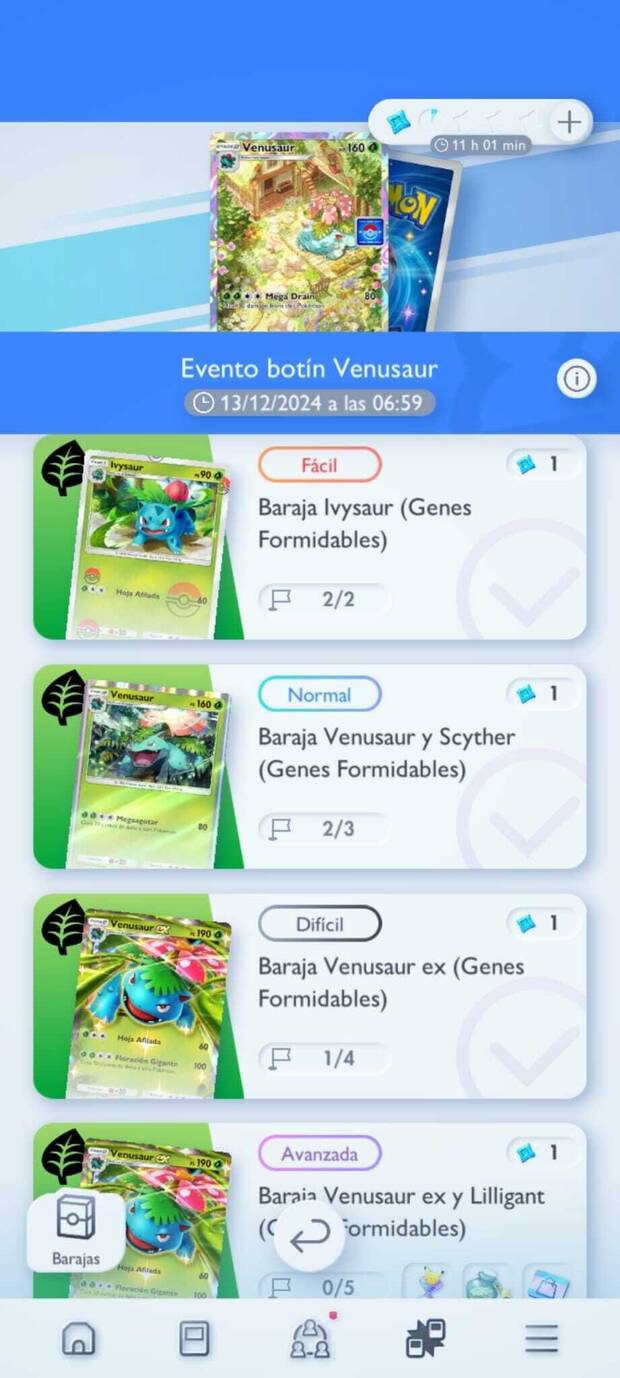 Venusaur 160
MON
11 h 01 min
Mega Drain 80
Evento botín Venusaur
13/12/2024 a las 06:59
Ivysaur 90
Hoja Afilada 60
Fácil
1
Baraja Ivysaur (Genes
Formidables)
2/2
Venusaur 160
Megaagotar 80
Normal
1
Baraja Venusaur y Scyther
(Genes Formidables)
2/3
Venusaur ex 190
Hoja Afilada 60
Floración Gigante 100
Difícil
1
Baraja Venusaur ex (Genes
Formidables)
1/4
Venusaur ex 190
Hoja Afilada 60
Floración Gigante 100
Avanzada
1
Baraja Venusaur ex y Lilligant
Formidables)
0/5
Barajas